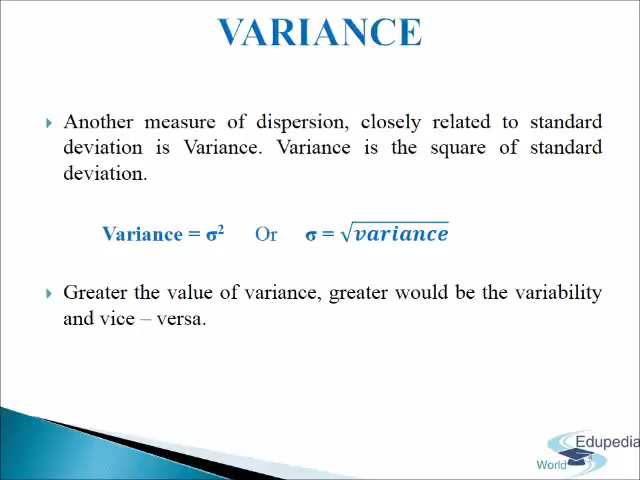 VARIANCE
Another measure of dispersion, closely related to standard
deviation is Variance. Variance is the square of standard
deviation.
Variance = σ² Or σ = √variance
Greater the value of variance, greater would be the variability
and vice – versa.
Edupedia
World